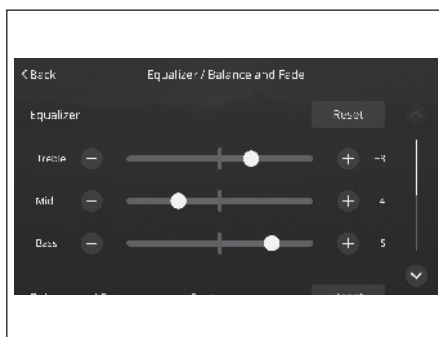 Back Equalizer / Balance and Fade
Equalizer Reset
Treble − + −3
Mid − + 4
Bass − + 5